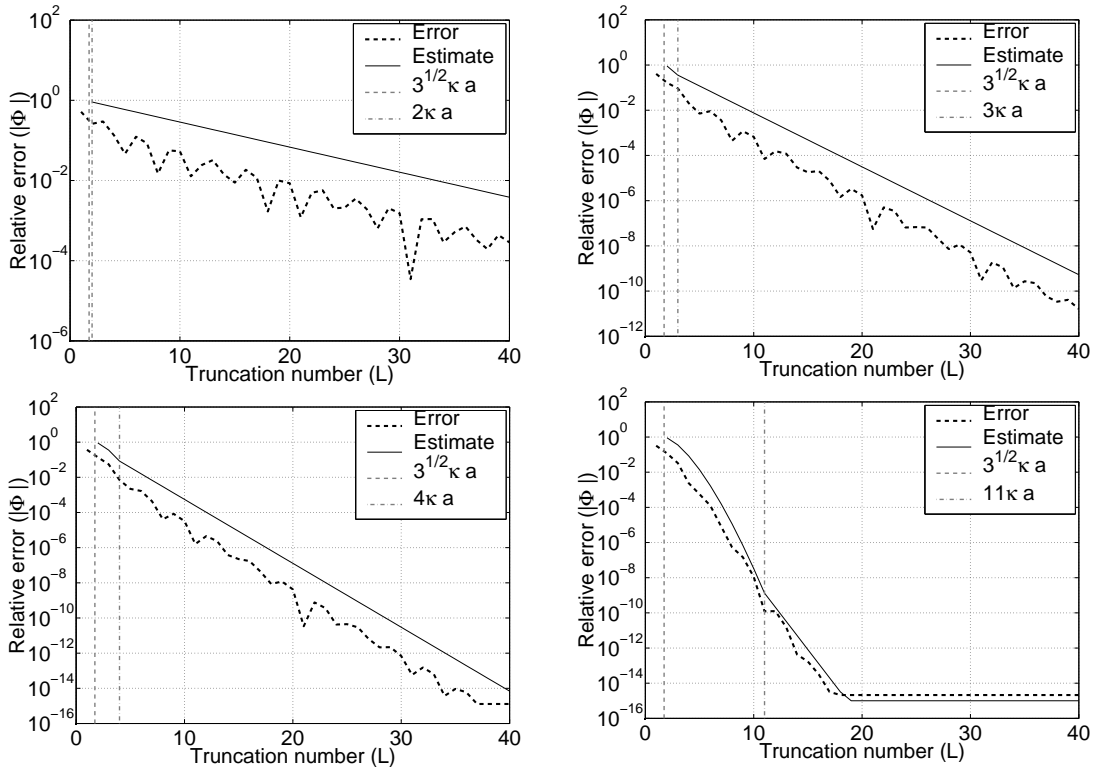 10^2
10^0
10^−2
10^−4
10^−6
0
10
20
30
40
Relative error (|Φ |)
Truncation number (L)
Error
Estimate
3^1/2 κ a
2κ a
10^2
10^0
10^−2
10^−4
10^−6
10^−8
10^−10
10^−12
0
10
20
30
40
Relative error (|Φ |)
Truncation number (L)
Error
Estimate
3^1/2 κ a
3κ a
10^2
10^0
10^−2
10^−4
10^−6
10^−8
10^−10
10^−12
10^−14
10^−16
0
10
20
30
40
Relative error (|Φ |)
Truncation number (L)
Error
Estimate
3^1/2 κ a
4κ a
10^2
10^0
10^−2
10^−4
10^−6
10^−8
10^−10
10^−12
10^−14
10^−16
0
10
20
30
40
Relative error (|Φ |)
Truncation number (L)
Error
Estimate
3^1/2 κ a
11κ a